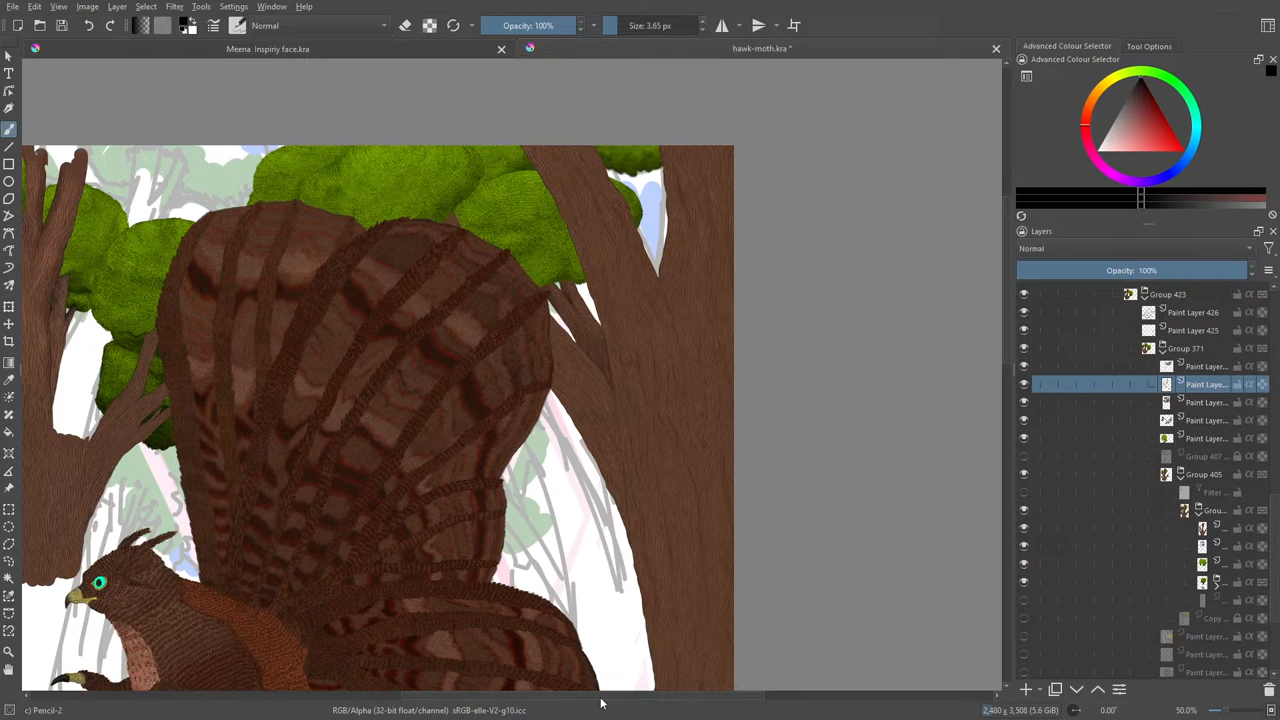 File Edit View Image Layer Select Filter Tools Settings Window Help
Normal Opacity: 100% Size: 3.65 px
Meena Inspiriy face.kra hawk-moth.kra *
Advanced Colour Selector Tool Options
Advanced Colour Selector
Layers
Normal
Opacity: 100%
Group 423
Paint Layer 426
Paint Layer 425
Group 371
Paint Layer...
Paint Laye...
Paint Layer...
Paint Layer...
Paint Layer...
Group 407
Group 405
Filter ...
Grou...
Copy ...
Paint Layer...
Paint Layer...
Paint Layer...
c) Pencil-2 RGB/Alpha (32-bit float/channel) sRGB-elle-V2-g10.icc 2,480 x 3,508 (5.6 GiB) 0.00° 50.0%